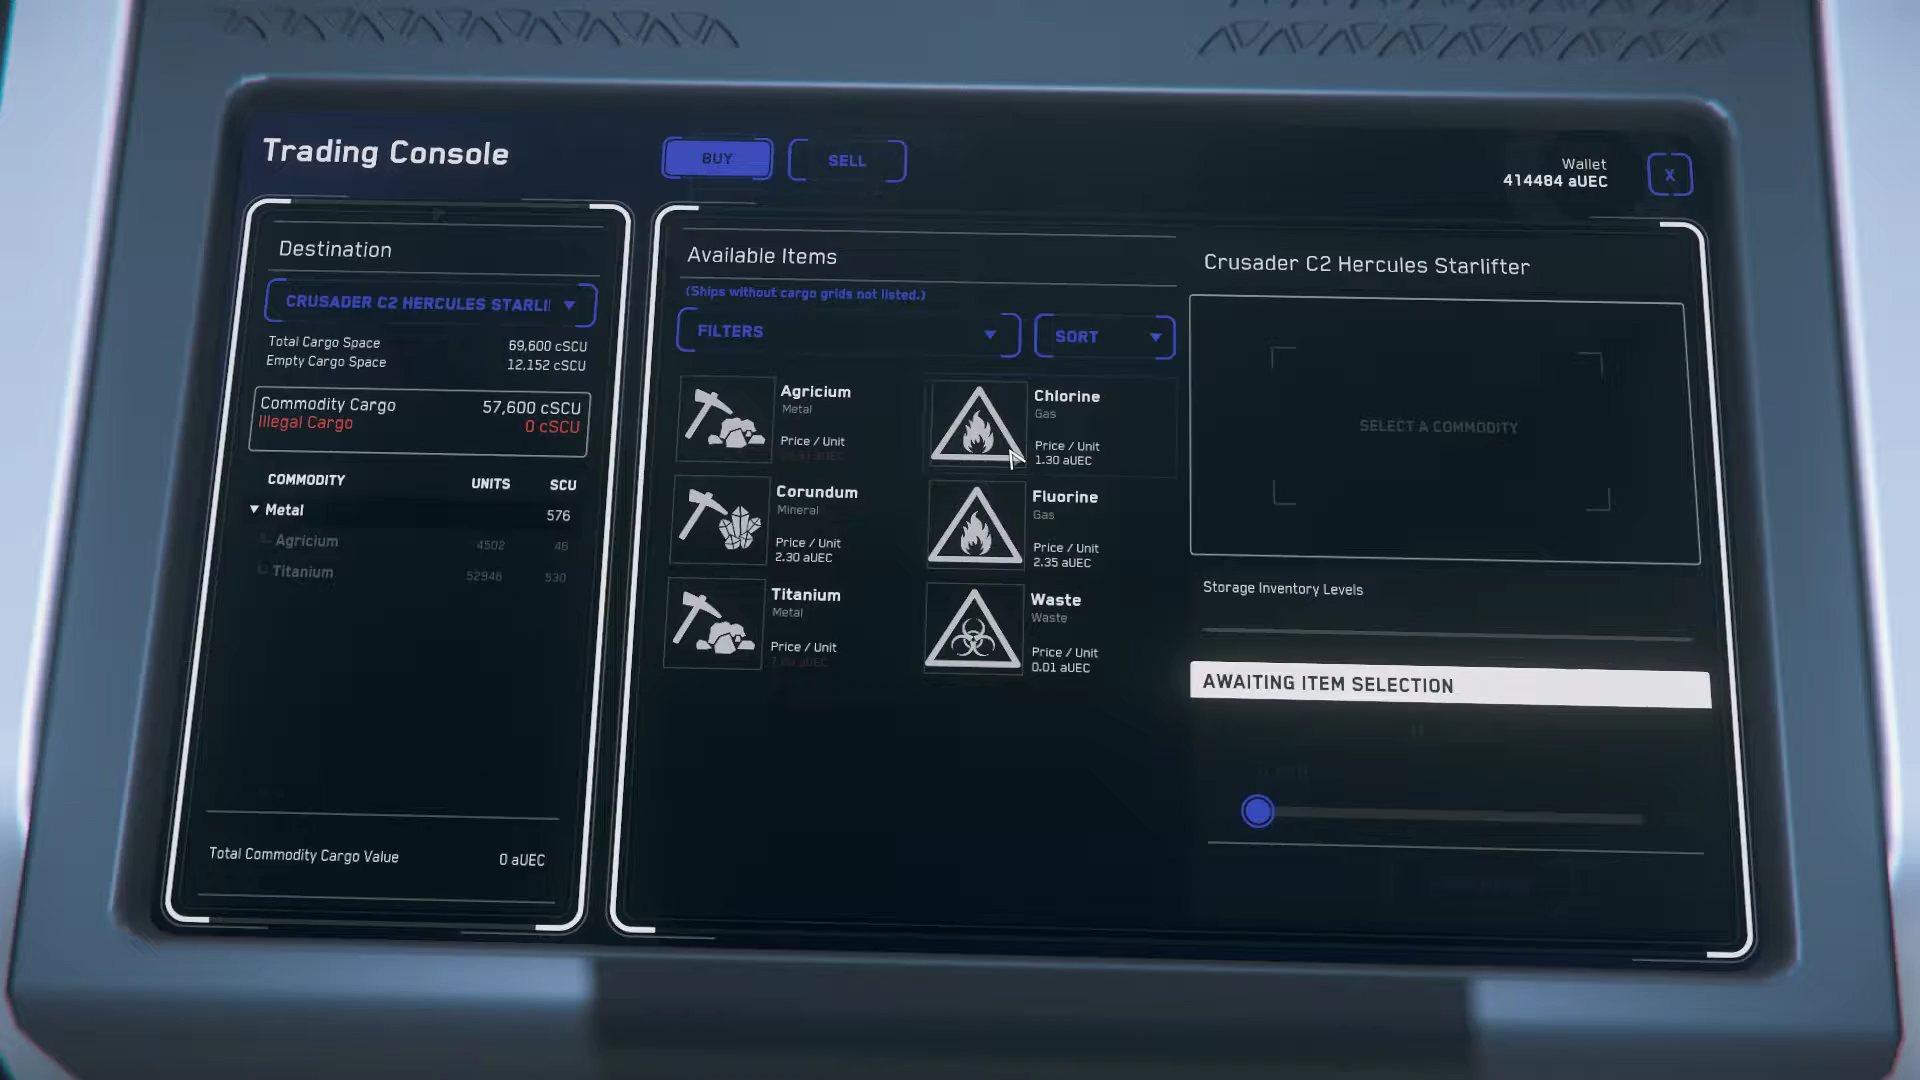 Trading Console
BUY
SELL
Wallet
414484 aUEC
X
Destination
CRUSADER C2 HERCULES STARLI
Total Cargo Space 69,600 cSCU
Empty Cargo Space 12,152 cSCU
Commodity Cargo 57,600 cSCU
Illegal Cargo 0 cSCU
COMMODITY UNITS SCU
Metal 576
Agricium 4502 46
Titanium 52946 530
Total Commodity Cargo Value 0 aUEC
Available Items
(Ships without cargo grids not listed.)
FILTERS
SORT
Agricium
Metal
Price / Unit
Chlorine
Gas
Price / Unit
1.30 aUEC
Corundum
Mineral
Price / Unit
2.30 aUEC
Fluorine
Gas
Price / Unit
2.35 aUEC
Titanium
Metal
Price / Unit
Waste
Waste
Price / Unit
0.01 aUEC
Crusader C2 Hercules Starlifter
SELECT A COMMODITY
Storage Inventory Levels
AWAITING ITEM SELECTION